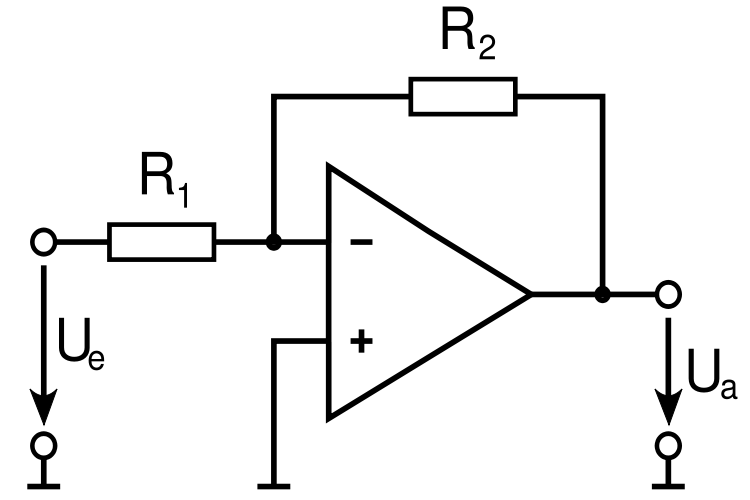 R2
R1
−
+
Ue
Ua